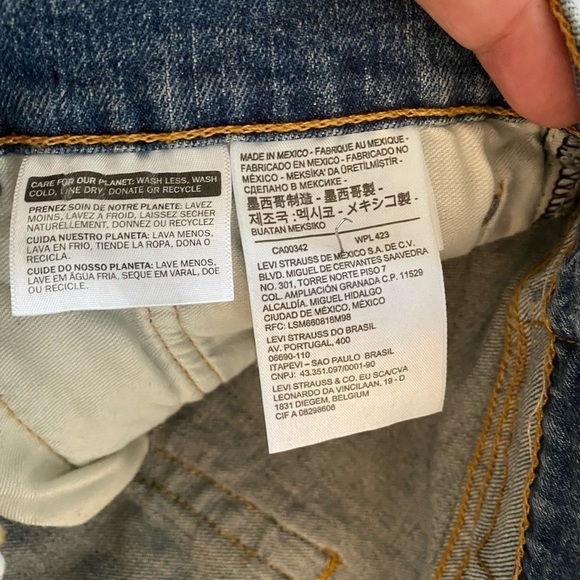 CARE FOR OUR PLANET: WASH LESS, WASH
COLD, LINE DRY, DONATE OR RECYCLE
PRENEZ SOIN DE NOTRE PLANETE: LAVEZ
MOINS, LAVEZ A FROID, LAISSEZ SECHER
NATURELLEMENT, DONNEZ OU RECYCLEZ
CUIDA NUESTRO PLANETA: LAVA MENOS,
LAVA EN FRIO, TIENDE LA ROPA, DONA O
RECICLA.
CUIDE DO NOSSO PLANETA: LAVE MENOS,
LAVE EM ÁGUA FRIA, SEQUE EM VARAL, DOE
OU RECICLE.
MADE IN MEXICO - FABRIQUE AU MEXIQUE -
FABRICADO EN MEXICO - FABRICADO NO
MÉXICO - MEKSİKA' DA ÜRETİLMİŞTİR -
СДЕЛАНО В МЕКСИКЕ -
墨西哥制造 - 墨西哥製 -
제조국 :멕시코 - メキシコ製 -
BUATAN MEKSIKO
CA00342 WPL 423
LEVI STRAUSS DE MÉXICO S.A. DE C.V.
BLVD. MIGUEL DE CERVANTES SAAVEDRA
NO. 301, TORRE NORTE PISO 7
COL. AMPLIACIÓN GRANADA C.P. 11529
ALCALDÍA. MIGUEL HIDALGO
CIUDAD DE MÉXICO, MÉXICO
RFC: LSM660816M98
LEVI STRAUSS DO BRASIL
AV. PORTUGAL, 400
06690-110
ITAPEVI – SAO PAULO BRASIL
CNPJ: 43.351.097/0001-90
LEVI STRAUSS & CO. EU SCA/CVA
LEONARDO DA VINCILAAN, 19 - D
1831 DIEGEM, BELGIUM
CF A 08298606